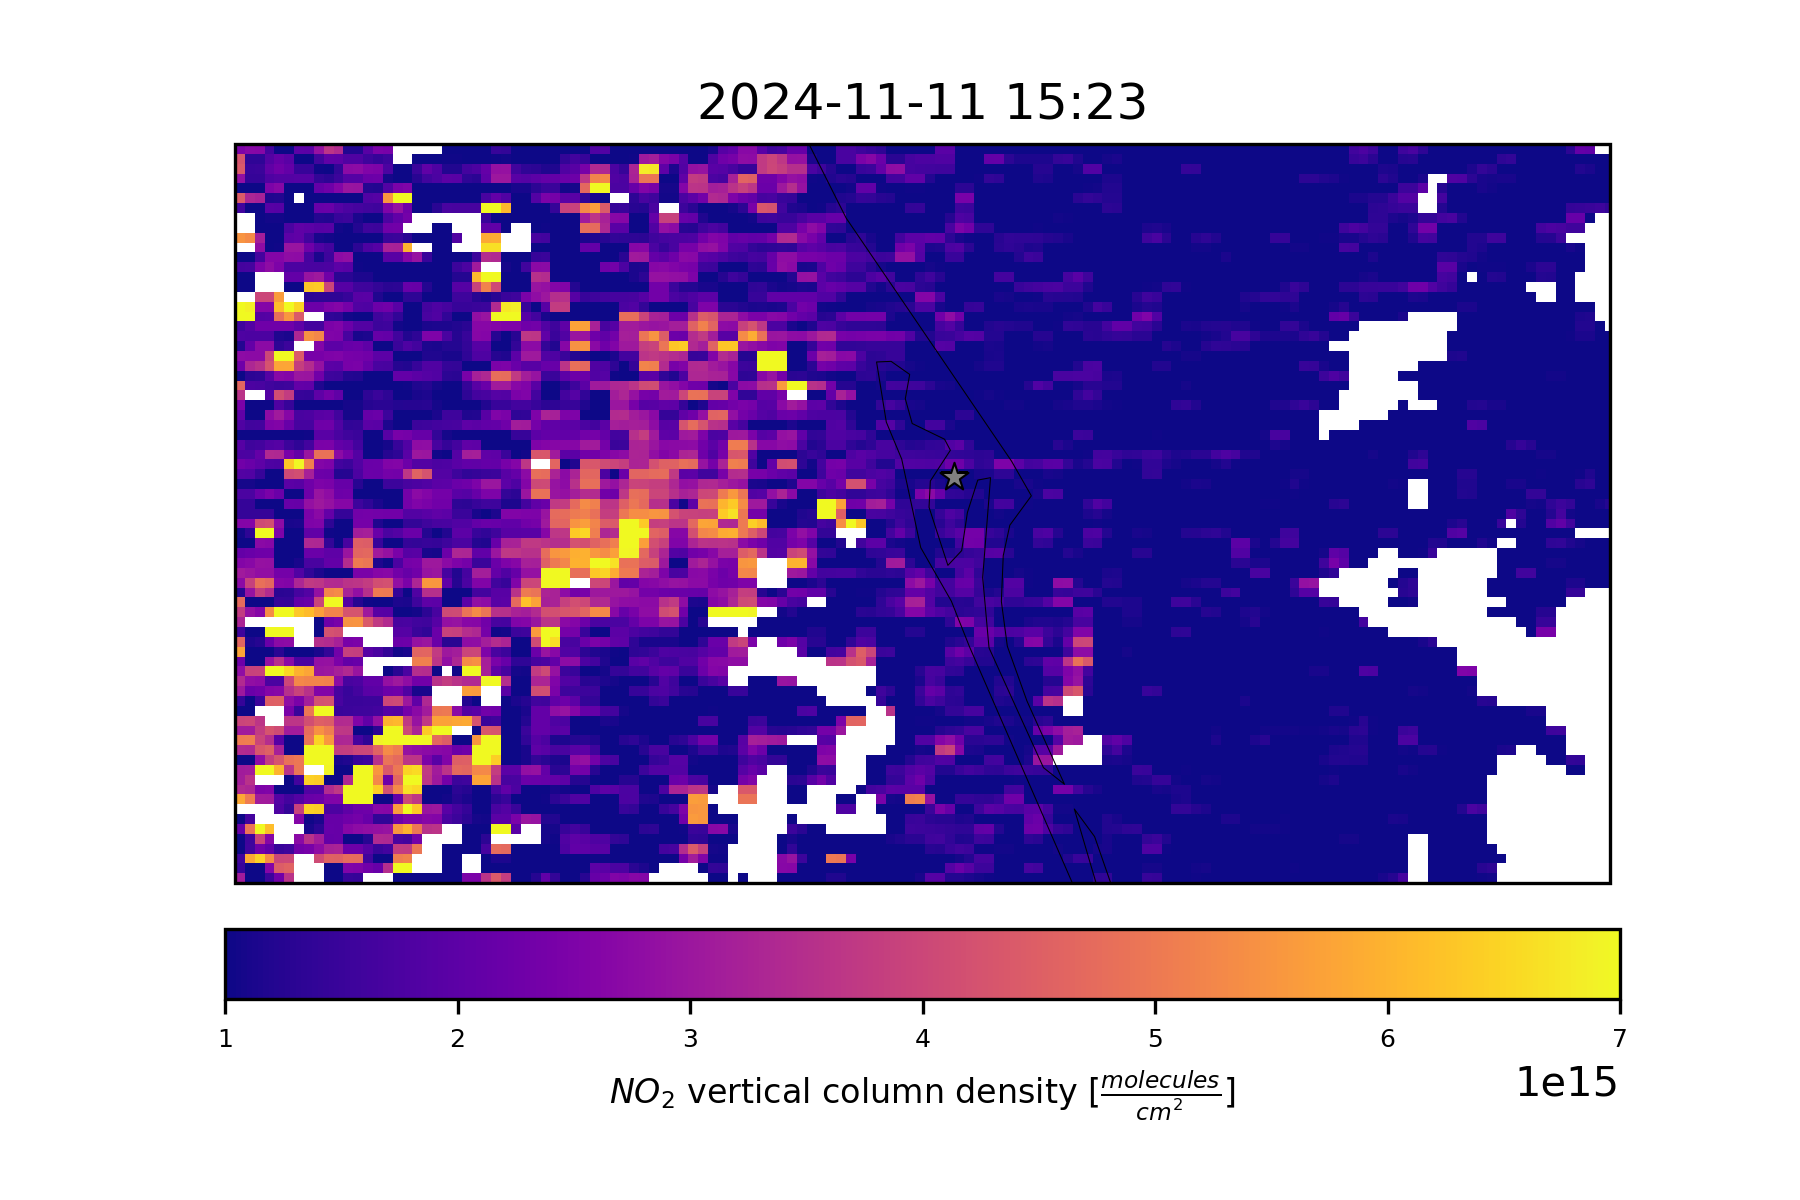 2024-11-11 15:23
1 2 3 4 5 6 7
1e15
NO₂ vertical column density [molecules/cm²]